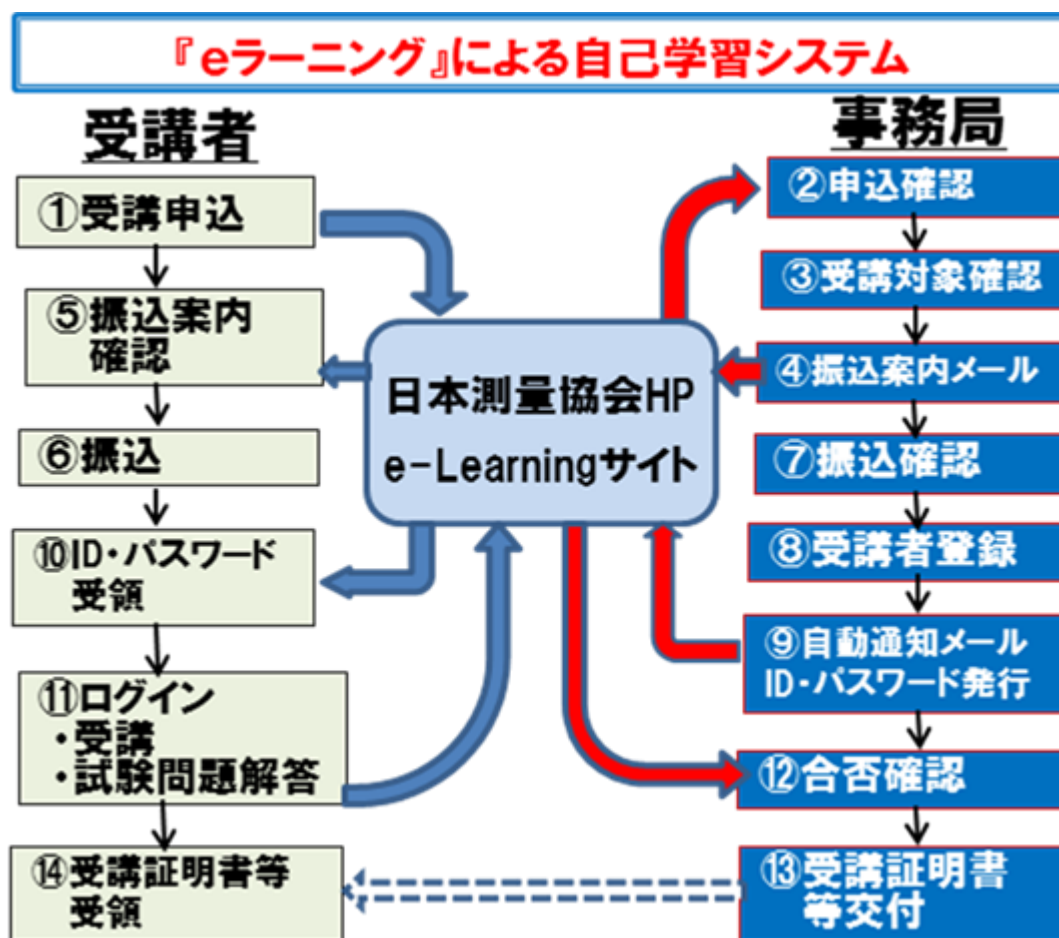 『eラーニング』による自己学習システム
受講者
①受講申込
⑤振込案内
確認
⑥振込
⑩ID・パスワード
受領
⑪ログイン
・受講
・試験問題解答
⑭受講証明書等
受領
日本測量協会HP
e-Learningサイト
事務局
②申込確認
③受講対象確認
④振込案内メール
⑦振込確認
⑧受講者登録
⑨自動通知メール
ID・パスワード発行
⑫合否確認
⑬受講証明書
等交付